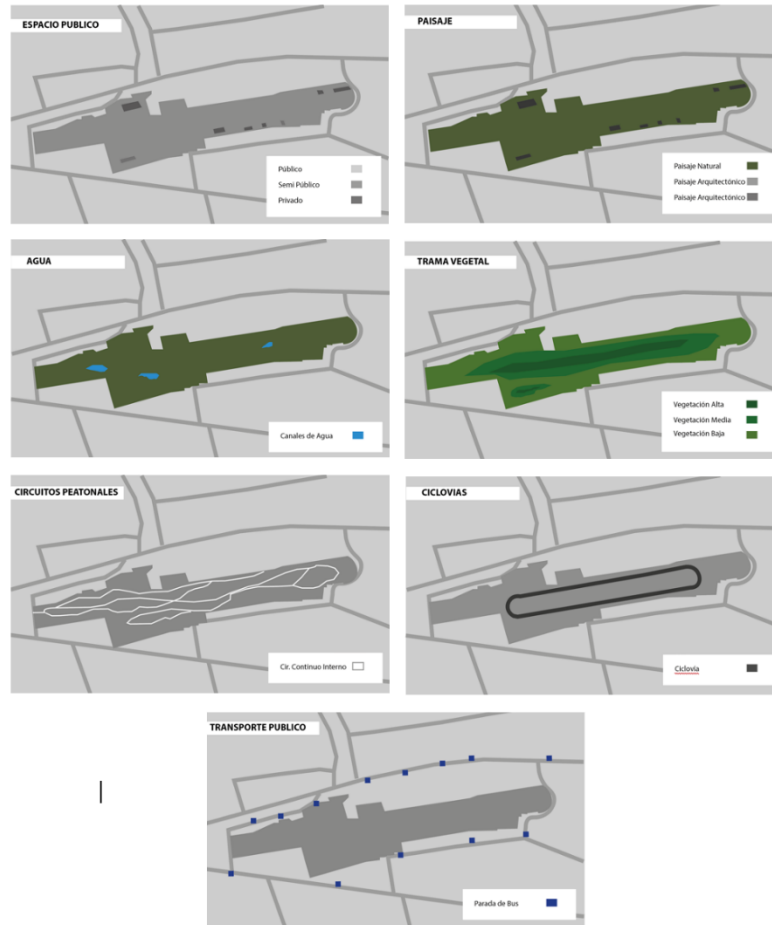 ESPACIO PUBLICO
Público
Semi Público
Privado
PAISAJE
Paisaje Natural
Paisaje Arquitectónico
Paisaje Arquitectónico
AGUA
Canales de Agua
TRAMA VEGETAL
Vegetación Alta
Vegetación Media
Vegetación Baja
CIRCUITOS PEATONALES
Cir. Continuo Interno
CICLOVIAS
Ciclovia
TRANSPORTE PUBLICO
Parada de Bus